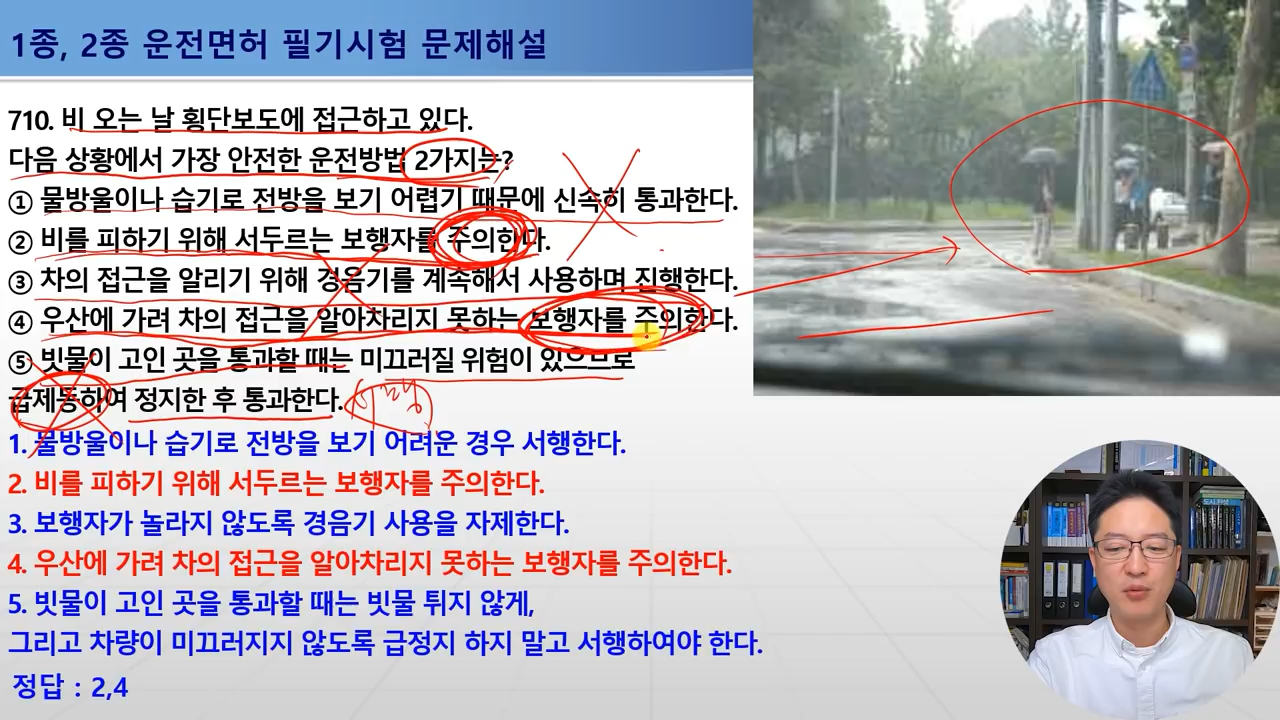 1종, 2종 운전면허 필기시험 문제해설
710. 비 오는 날 횡단보도에 접근하고 있다.
다음 상황에서 가장 안전한 운전방법 2가지는?
① 물방울이나 습기로 전방을 보기 어렵기 때문에 신속히 통과한다.
② 비를 피하기 위해 서두르는 보행자를 주의한다.
③ 차의 접근을 알리기 위해 경음기를 계속해서 사용하며 진행한다.
④ 우산에 가려 차의 접근을 알아차리지 못하는 보행자를 주의한다.
⑤ 빗물이 고인 곳을 통과할 때는 미끄러질 위험이 있으므로
급제동하여 정지한 후 통과한다. 서행
1. 물방울이나 습기로 전방을 보기 어려운 경우 서행한다.
2. 비를 피하기 위해 서두르는 보행자를 주의한다.
3. 보행자가 놀라지 않도록 경음기 사용을 자제한다.
4. 우산에 가려 차의 접근을 알아차리지 못하는 보행자를 주의한다.
5. 빗물이 고인 곳을 통과할 때는 빗물 튀지 않게,
그리고 차량이 미끄러지지 않도록 급정지 하지 말고 서행하여야 한다.
정답 : 2,4